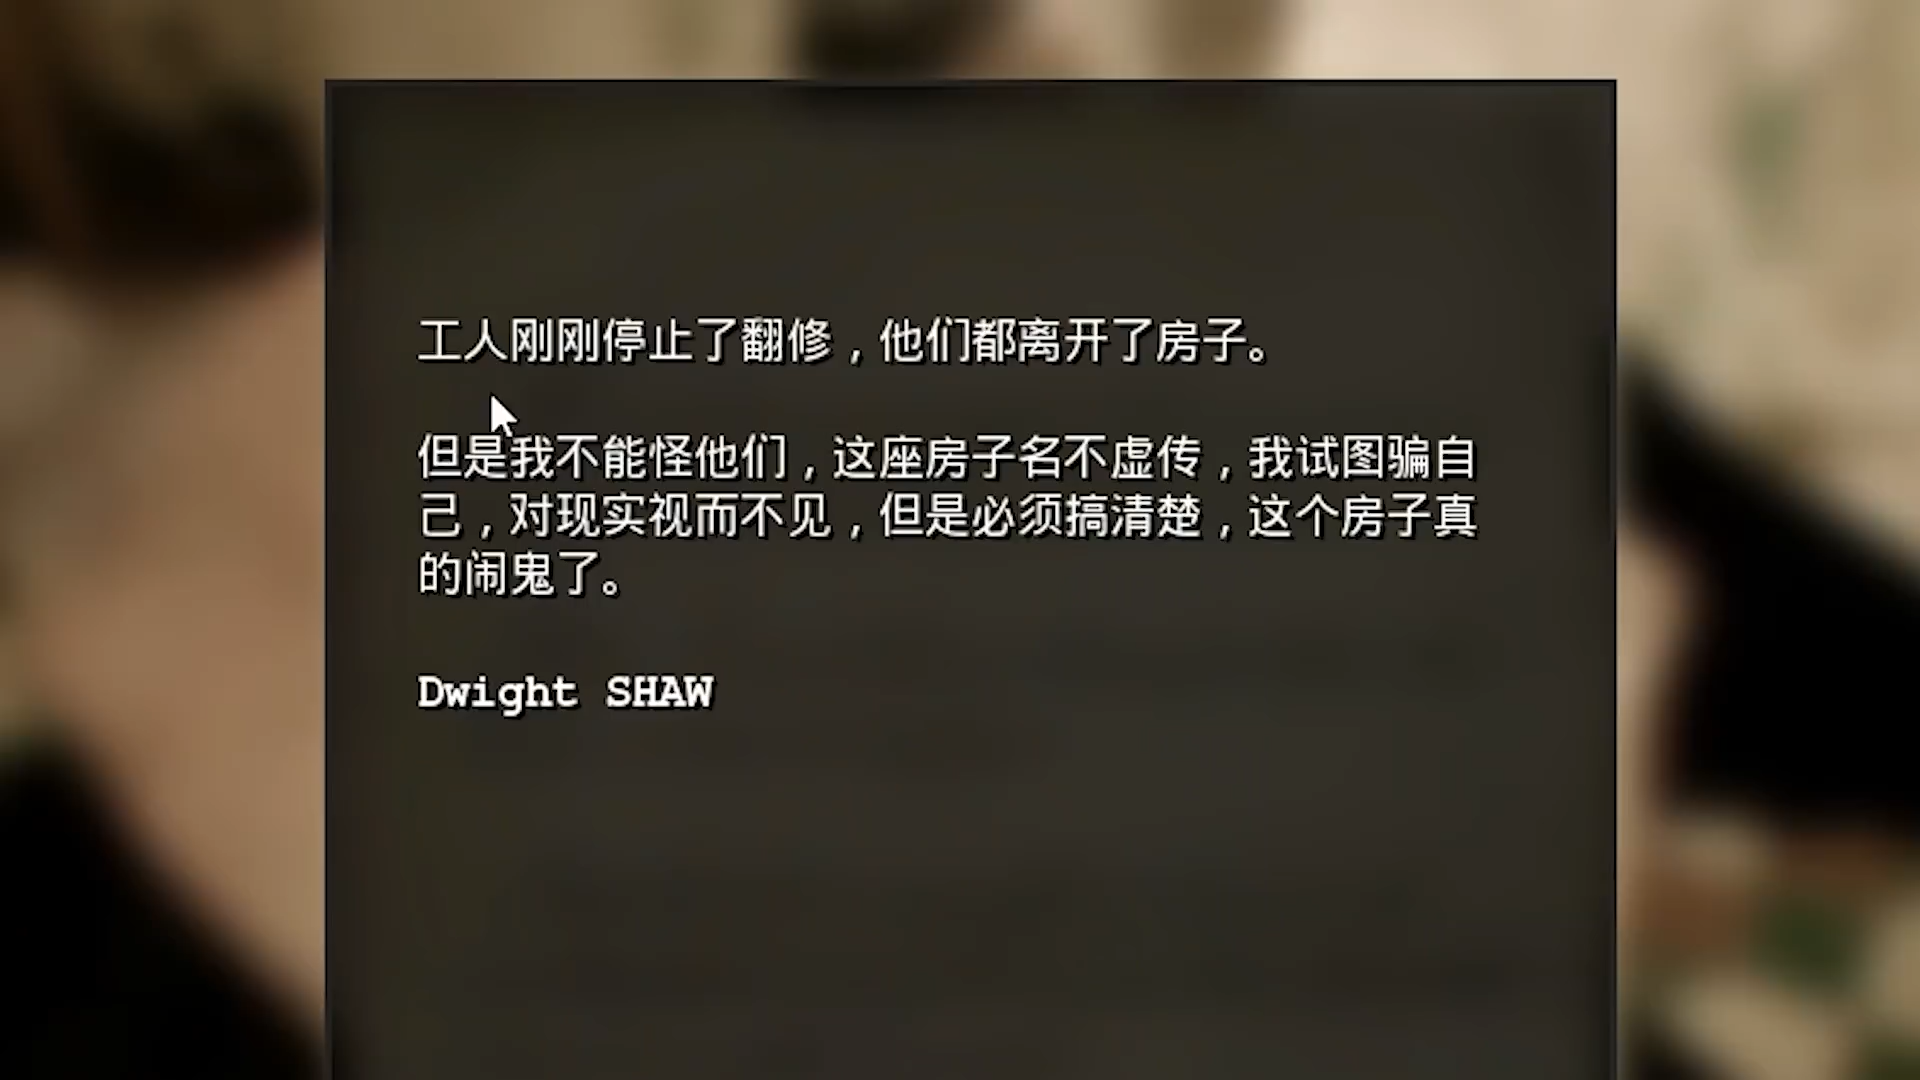 工人刚刚停止了翻修，他们都离开了房子。
但是我不能怪他们，这座房子名不虚传，我试图骗自
己，对现实视而不见，但是必须搞清楚，这个房子真
的闹鬼了。
Dwight SHAW